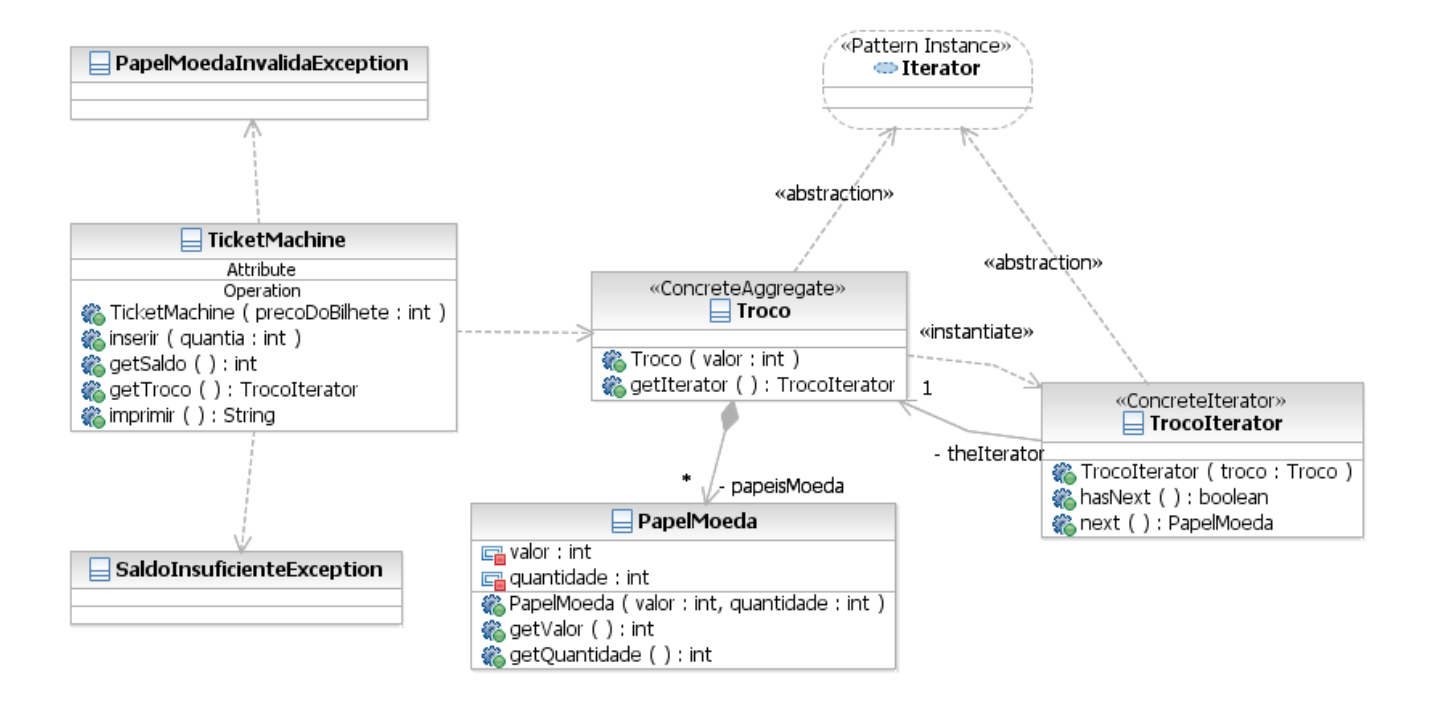 PapelMoedaInvalidaException
«Pattern Instance»
Iterator
«abstraction»
«abstraction»
TicketMachine
Attribute
Operation
TicketMachine ( precoDoBilhete : int )
inserir ( quantia : int )
getSaldo ( ) : int
getTroco ( ) : TrocoIterator
imprimir ( ) : String
«ConcreteAggregate»
Troco
Troco ( valor : int )
getIterator ( ) : TrocoIterator
«instantiate»
1
- theIterator
«ConcreteIterator»
TrocoIterator
TrocoIterator ( troco : Troco )
hasNext ( ) : boolean
next ( ) : PapelMoeda
*
- papeisMoeda
PapelMoeda
valor : int
quantidade : int
PapelMoeda ( valor : int, quantidade : int )
getValor ( ) : int
getQuantidade ( ) : int
SaldoInsuficienteException